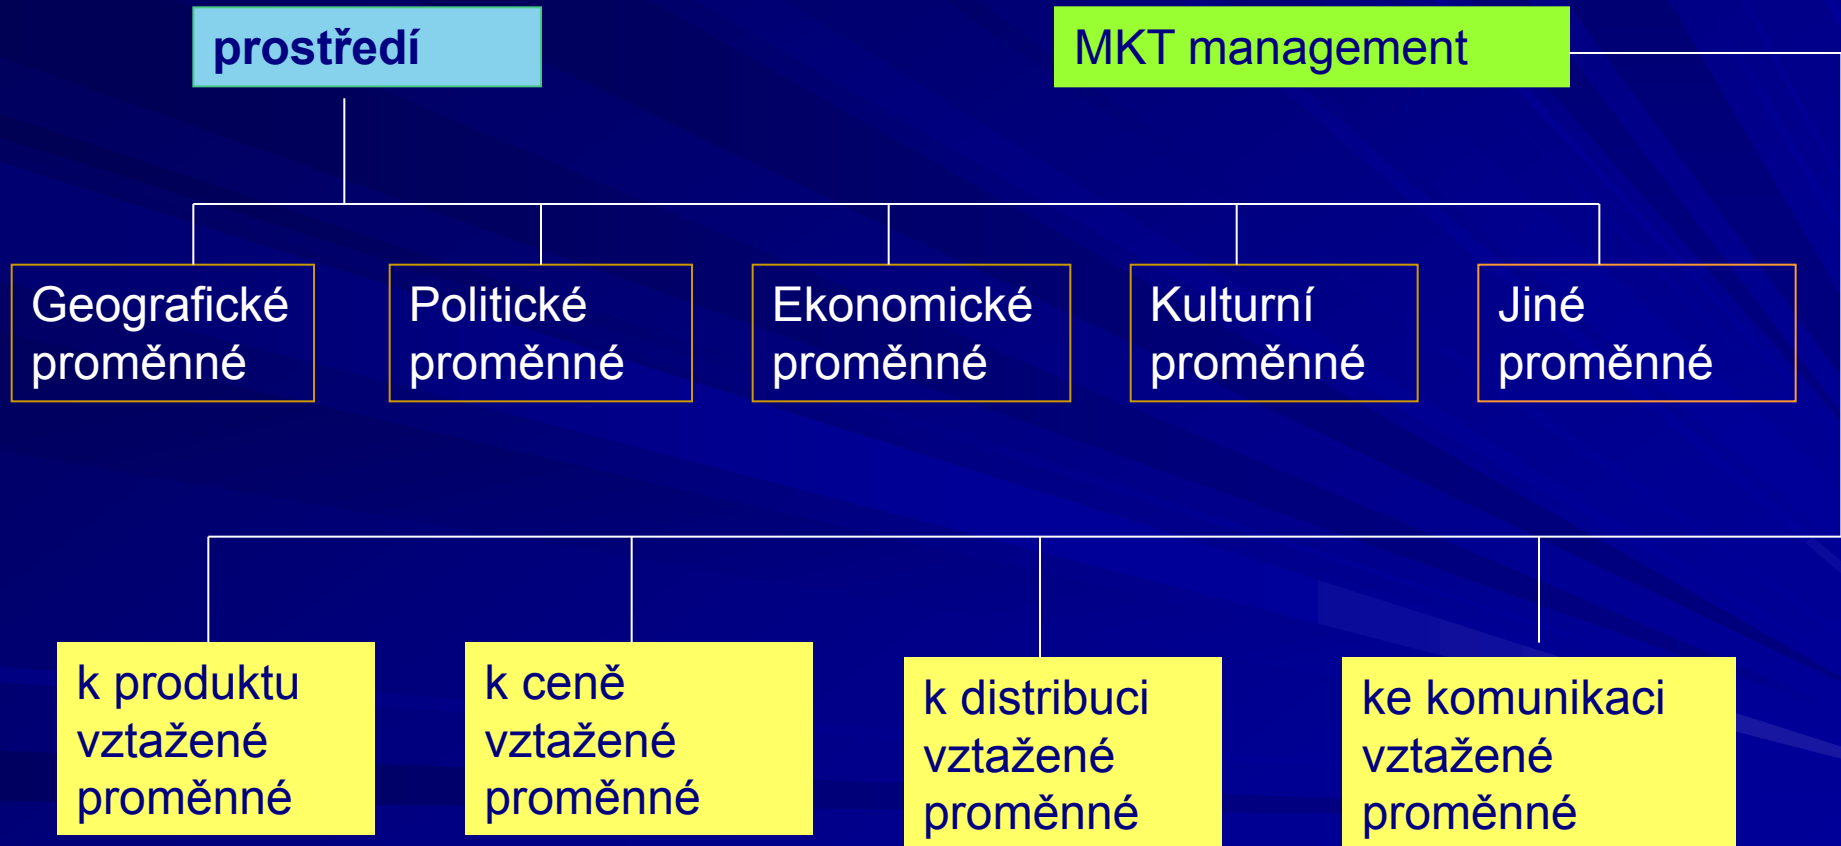 prostředí
MKT management
Geografické
proměnné
Politické
proměnné
Ekonomické
proměnné
Kulturní
proměnné
Jiné
proměnné
k produktu
vztažené
proměnné
k ceně
vztažené
proměnné
k distribuci
vztažené
proměnné
ke komunikaci
vztažené
proměnné